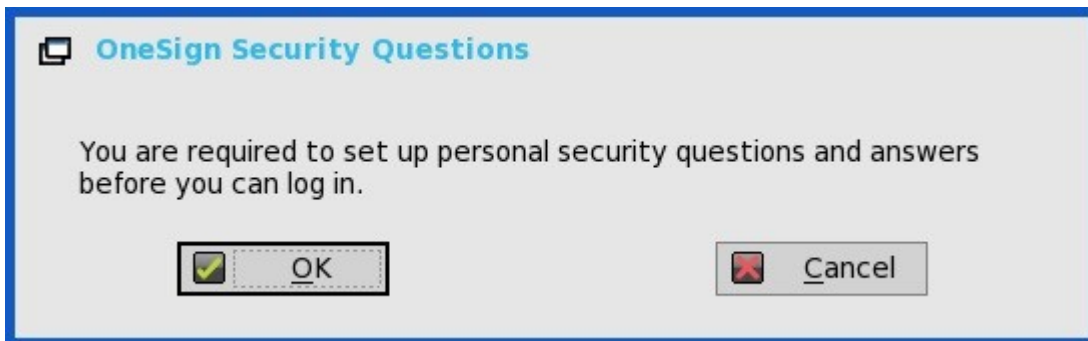 OneSign Security Questions
You are required to set up personal security questions and answers
before you can log in.
OK
Cancel